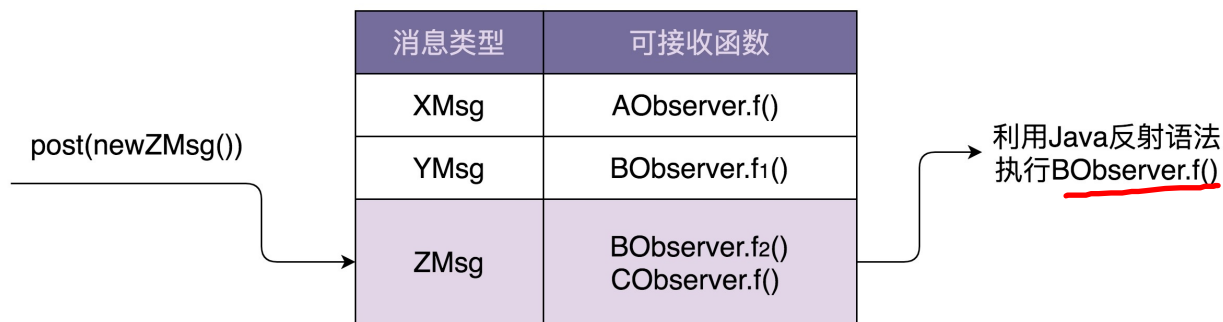 消息类型 可接收函数
XMsg AObserver.f()
post(newZMsg())
YMsg BObserver.f1()
ZMsg BObserver.f2()
CObserver.f()
利用Java反射语法
执行BObserver.f()